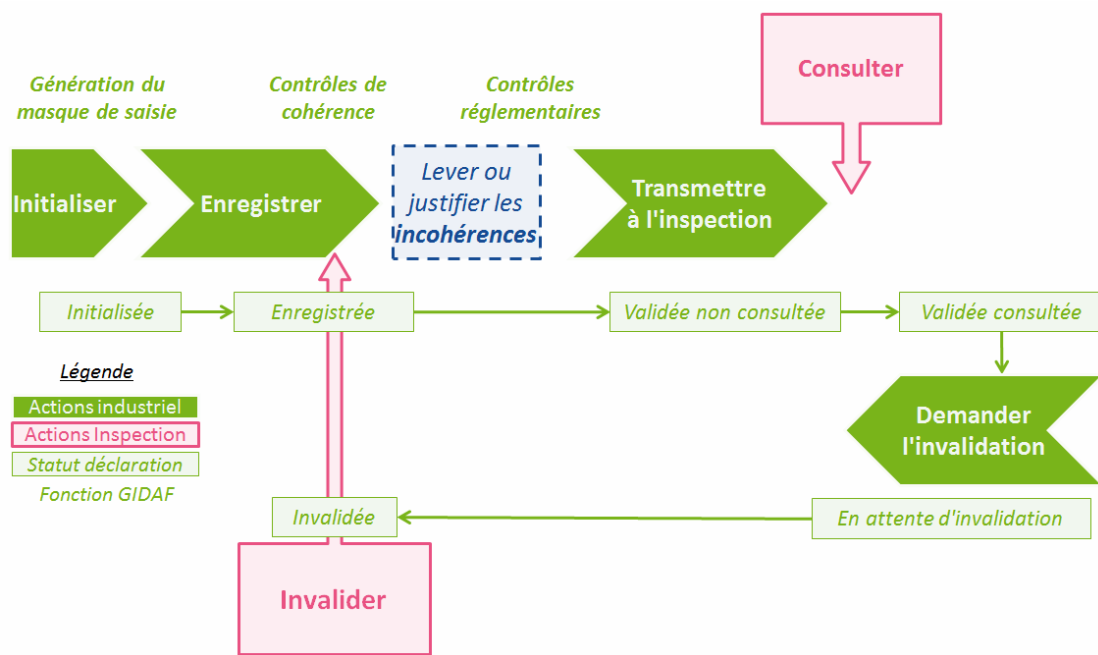 Consulter
Génération du
masque de saisie
Contrôles de
cohérence
Contrôles
réglementaires
Initialiser
Enregistrer
Lever ou
justifier les
incohérences
Transmettre
à l'inspection
Initialisée
Enregistrée
Validée non consultée
Validée consultée
Légende
Actions industriel
Actions Inspection
Statut déclaration
Fonction GIDAF
Demander
l'invalidation
Invalidée
En attente d'invalidation
Invalider